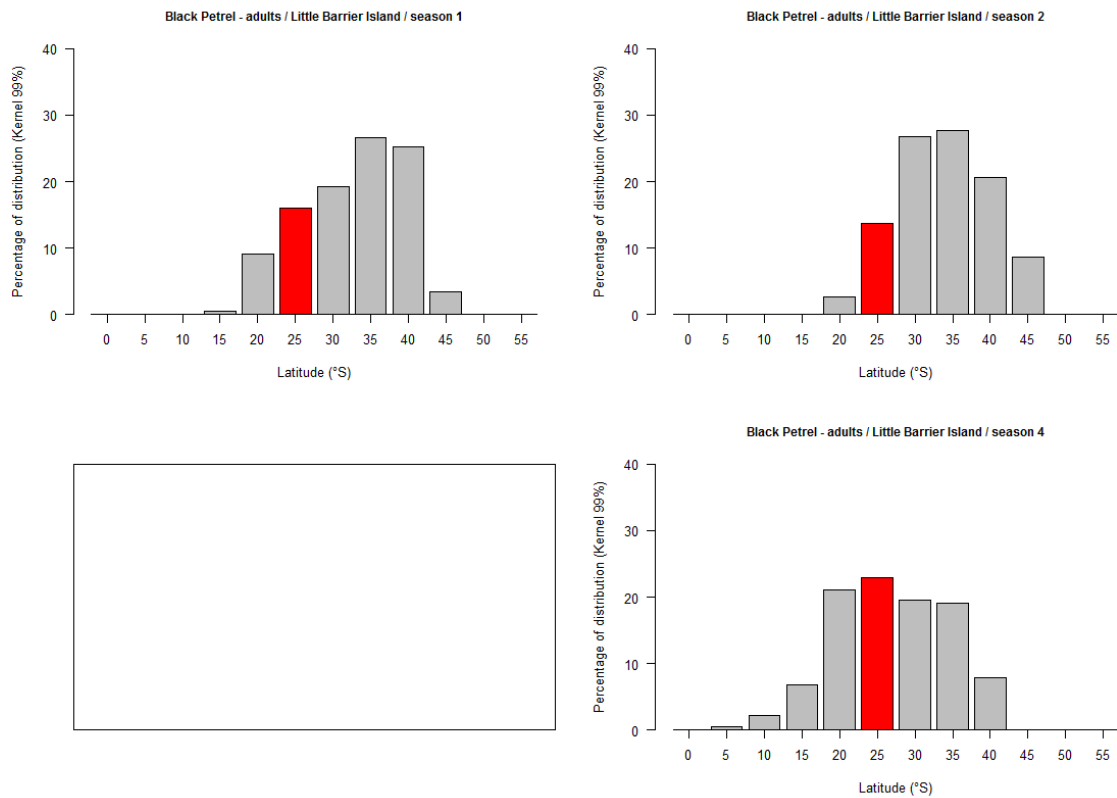 Black Petrel - adults / Little Barrier Island / season 1
Percentage of distribution (Kernel 99%)
40
30
20
10
0
0 5 10 15 20 25 30 35 40 45 50 55
Latitude (°S)
Black Petrel - adults / Little Barrier Island / season 2
Percentage of distribution (Kernel 99%)
40
30
20
10
0
0 5 10 15 20 25 30 35 40 45 50 55
Latitude (°S)
Black Petrel - adults / Little Barrier Island / season 4
Percentage of distribution (Kernel 99%)
40
30
20
10
0
0 5 10 15 20 25 30 35 40 45 50 55
Latitude (°S)